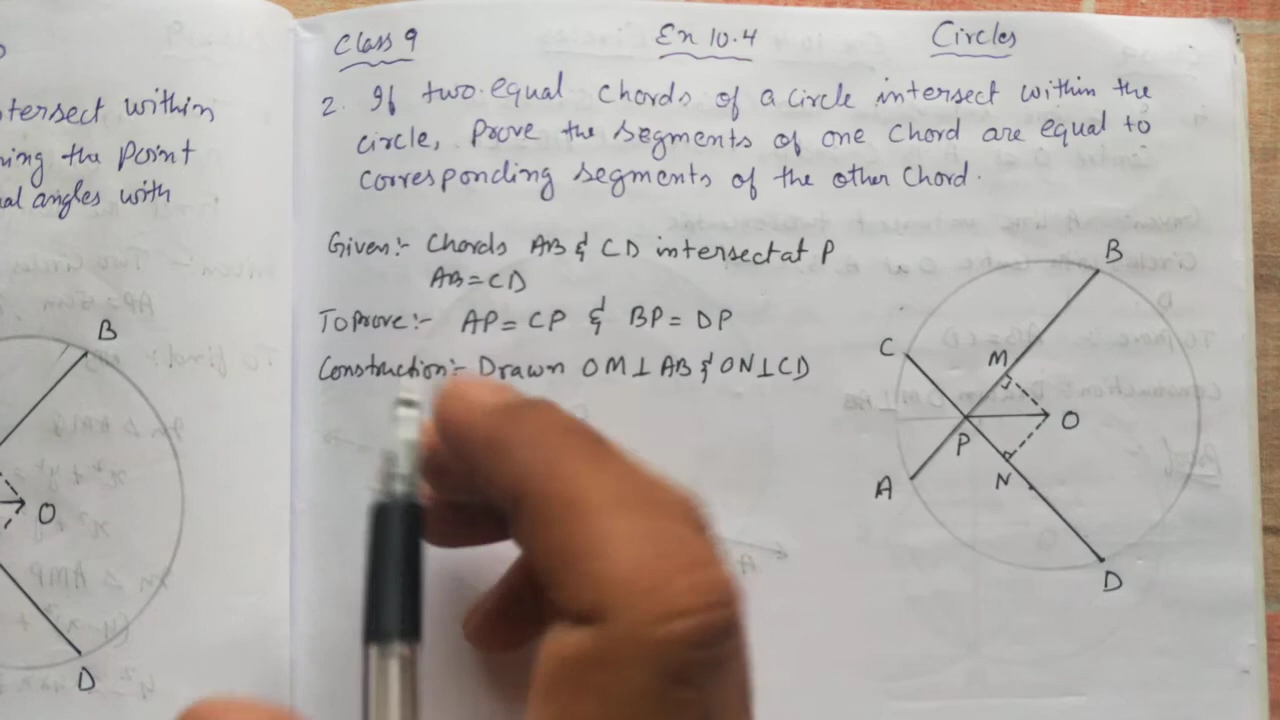 tersect within
ing the point
al angles with
B
O
D
Class 9 Ex 10.4 Circles
2. If two equal chords of a circle intersect within the
circle, Prove the segments of one chord are equal to
corresponding segments of the other chord.
Given:- Chords AB & CD intersect at P
AB=CD
To prove:- AP=CP & BP=DP
Construction:- Drawn OM⊥AB & ON⊥CD
B
C
M
O
P
A
N
D